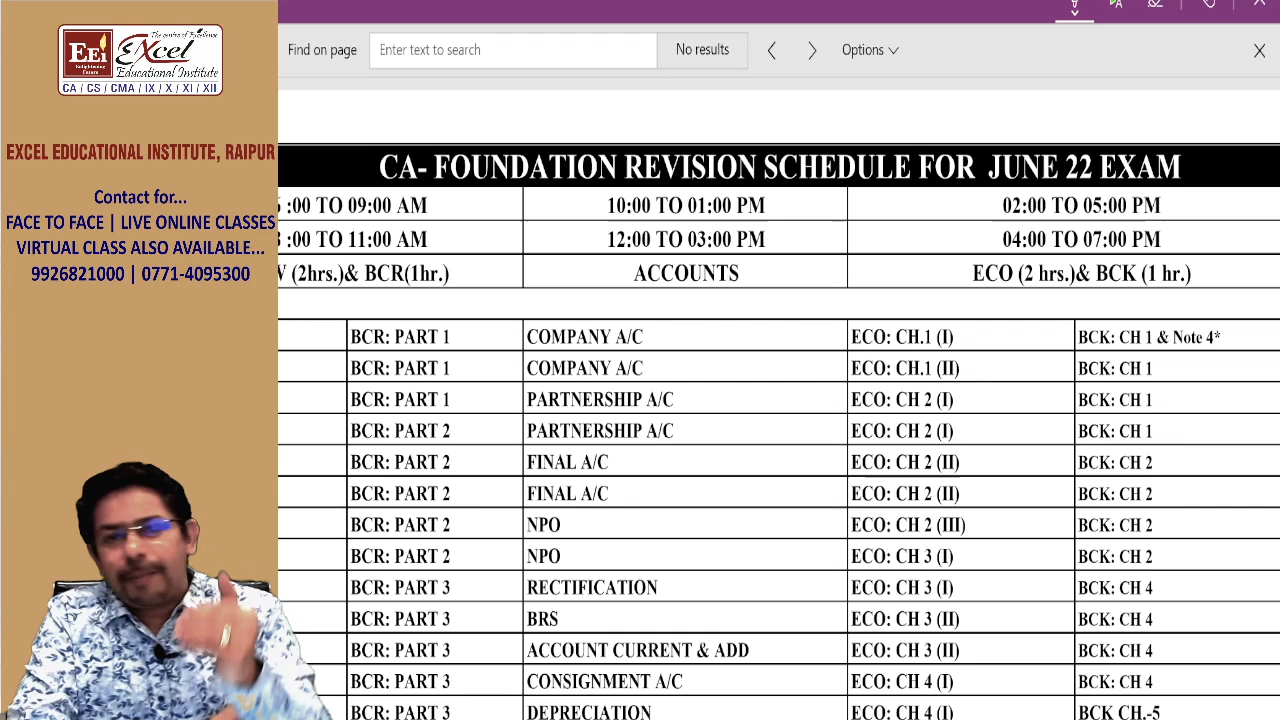 The centre of Excellence
EEi
Enlightening
Centre
Excel
Educational Institute
CA / CS / CMA / IX / X / XI / XII
EXCEL EDUCATIONAL INSTITUTE, RAIPUR
Contact for...
FACE TO FACE | LIVE ONLINE CLASSES
VIRTUAL CLASS ALSO AVAILABLE...
9926821000 | 0771-4095300
Find on page Enter text to search No results Options
CA- FOUNDATION REVISION SCHEDULE FOR JUNE 22 EXAM
:00 TO 09:00 AM 10:00 TO 01:00 PM 02:00 TO 05:00 PM
:00 TO 11:00 AM 12:00 TO 03:00 PM 04:00 TO 07:00 PM
(2hrs.)& BCR(1hr.) ACCOUNTS ECO (2 hrs.)& BCK (1 hr.)
BCR: PART 1 COMPANY A/C ECO: CH.1 (I) BCK: CH 1 & Note 4*
BCR: PART 1 COMPANY A/C ECO: CH.1 (II) BCK: CH 1
BCR: PART 1 PARTNERSHIP A/C ECO: CH 2 (I) BCK: CH 1
BCR: PART 2 PARTNERSHIP A/C ECO: CH 2 (I) BCK: CH 1
BCR: PART 2 FINAL A/C ECO: CH 2 (II) BCK: CH 2
BCR: PART 2 FINAL A/C ECO: CH 2 (II) BCK: CH 2
BCR: PART 2 NPO ECO: CH 2 (III) BCK: CH 2
BCR: PART 2 NPO ECO: CH 3 (I) BCK: CH 2
BCR: PART 3 RECTIFICATION ECO: CH 3 (I) BCK: CH 4
BCR: PART 3 BRS ECO: CH 3 (II) BCK: CH 4
BCR: PART 3 ACCOUNT CURRENT & ADD ECO: CH 3 (II) BCK: CH 4
BCR: PART 3 CONSIGNMENT A/C ECO: CH 4 (I) BCK: CH 4
BCR: PART 3 DEPRECIATION ECO: CH 4 (I) BCK CH.-5